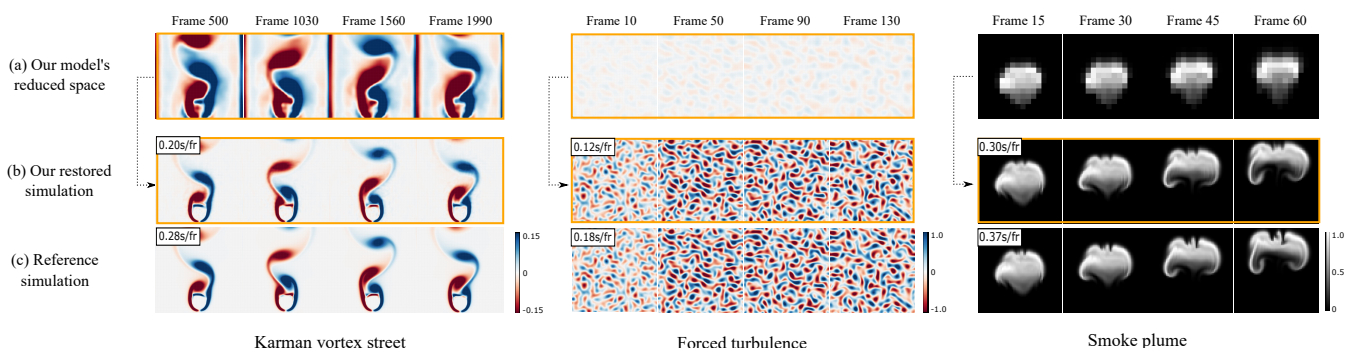 Frame 500 Frame 1030 Frame 1560 Frame 1990 Frame 10 Frame 50 Frame 90 Frame 130 Frame 15 Frame 30 Frame 45 Frame 60
(a) Our model's
reduced space
0.20s/fr 0.12s/fr 0.30s/fr
(b) Our restored
simulation
0.28s/fr 0.18s/fr 0.37s/fr
0.15 1.0 1.0
(c) Reference
simulation
0 0 0.5
-0.15 -1.0 0
Karman vortex street Forced turbulence Smoke plume